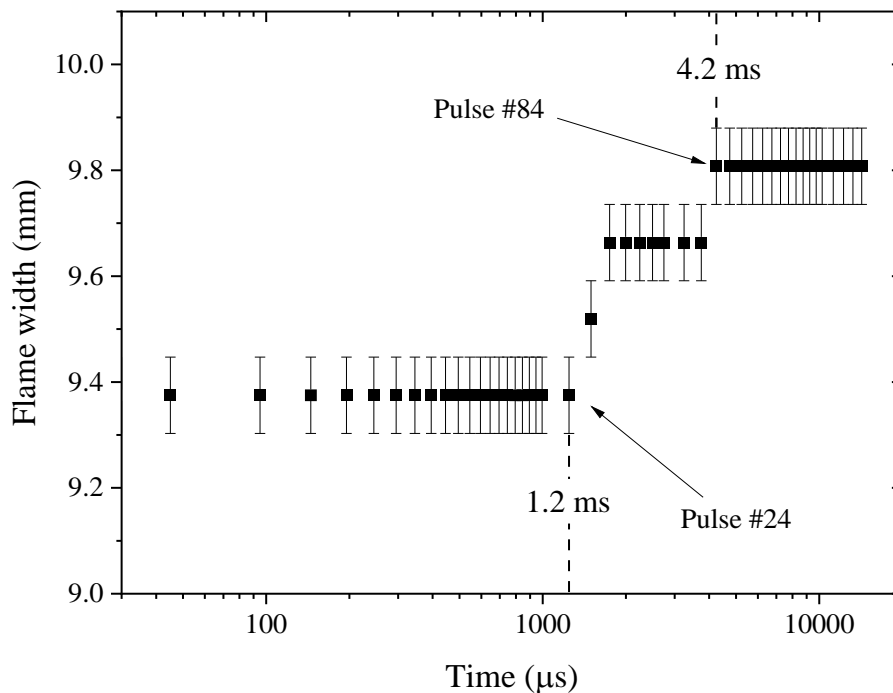 10.0
4.2 ms
Pulse #84
9.8
Flame width (mm)
9.6
9.4
9.2
1.2 ms
Pulse #24
9.0
100
1000
10000
Time (μs)